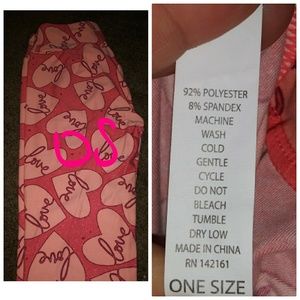 love
love
love
love
love
OS
92% POLYESTER
8% SPANDEX
MACHINE
WASH
COLD
GENTLE
CYCLE
DO NOT
BLEACH
TUMBLE
DRY LOW
MADE IN CHINA
RN 142161
ONE SIZE